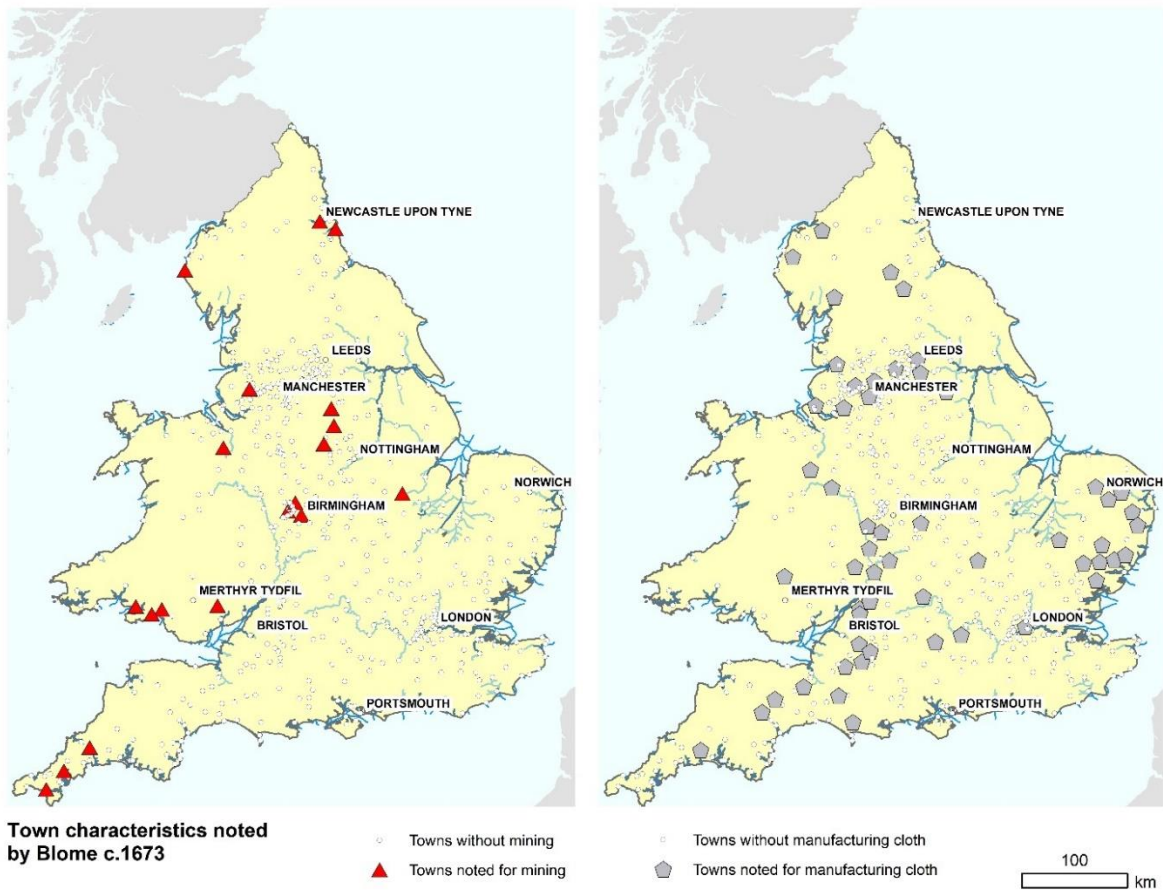 NEWCASTLE UPON TYNE
LEEDS
MANCHESTER
NOTTINGHAM
NORWICH
BIRMINGHAM
MERTHYR TYDFIL
BRISTOL
LONDON
PORTSMOUTH
NEWCASTLE UPON TYNE
LEEDS
MANCHESTER
NOTTINGHAM
NORWICH
BIRMINGHAM
MERTHYR TYDFIL
BRISTOL
LONDON
PORTSMOUTH
Town characteristics noted
by Blome c.1673
Towns without mining
Towns noted for mining
Towns without manufacturing cloth
Towns noted for manufacturing cloth
100
km